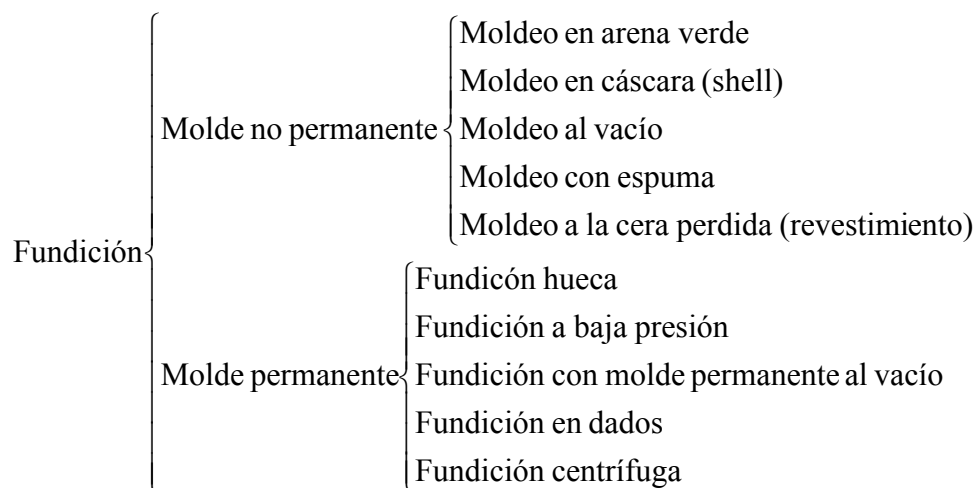 Fundición
Molde no permanente
Moldeo en arena verde
Moldeo en cáscara (shell)
Moldeo al vacío
Moldeo con espuma
Moldeo a la cera perdida (revestimiento)
Molde permanente
Fundicón hueca
Fundición a baja presión
Fundición con molde permanente al vacío
Fundición en dados
Fundición centrífuga